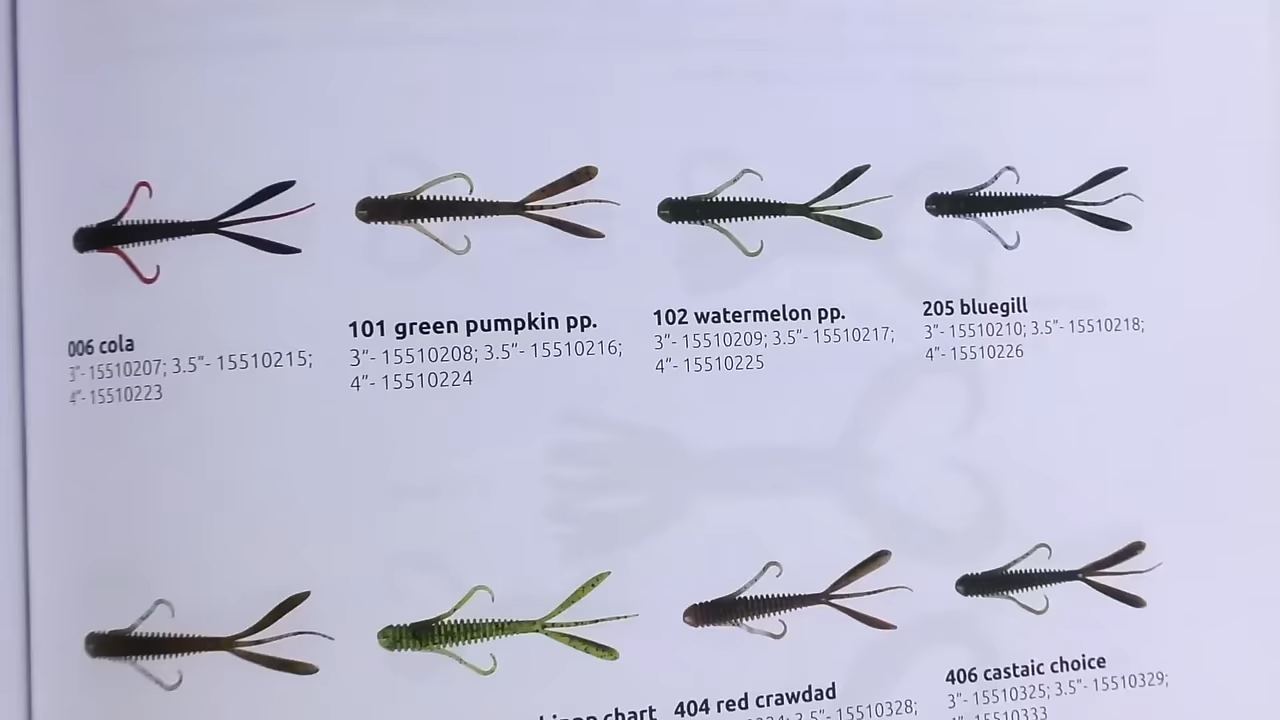 006 cola
3"- 15510207; 3.5"- 15510215;
4"- 15510223
101 green pumpkin pp.
3"- 15510208; 3.5"- 15510216;
4"- 15510224
102 watermelon pp.
3"- 15510209; 3.5"- 15510217;
4"- 15510225
205 bluegill
3"- 15510210; 3.5"- 15510218;
4"- 15510226
chart
404 red crawdad
3.5"- 15510328;
406 castaic choice
3"- 15510325; 3.5"- 15510329;
15510333